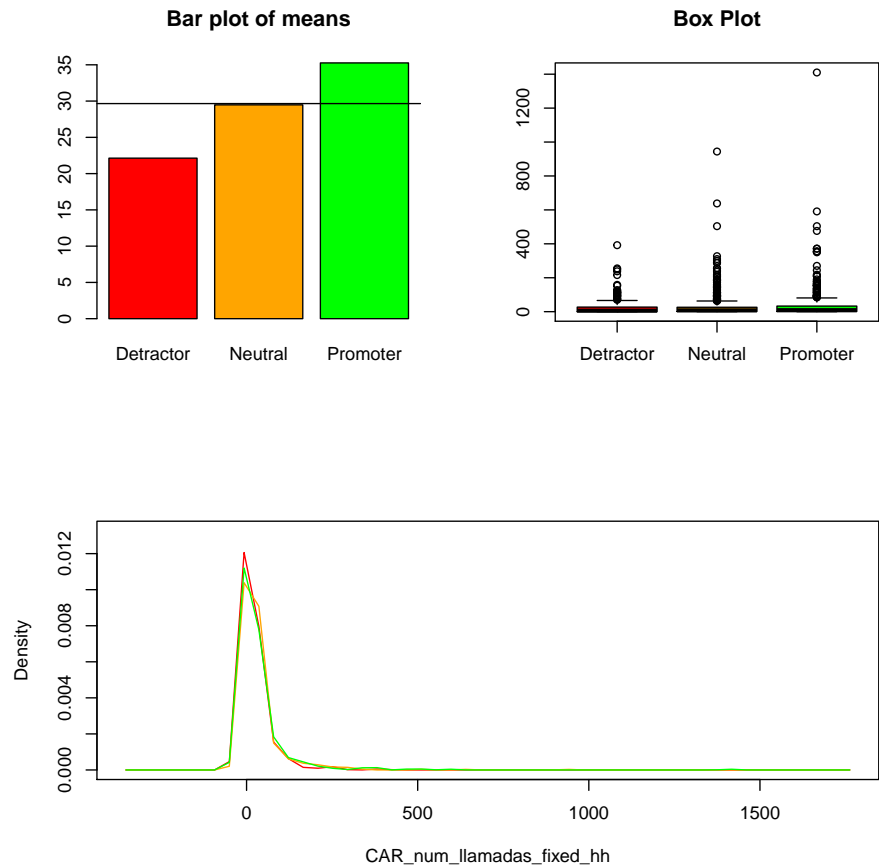 Bar plot of means
35
30
25
20
15
10
5
0
Detractor Neutral Promoter
Box Plot
1200
800
400
0
Detractor Neutral Promoter
Density
0.012
0.008
0.004
0.000
0 500 1000 1500
CAR_num_llamadas_fixed_hh